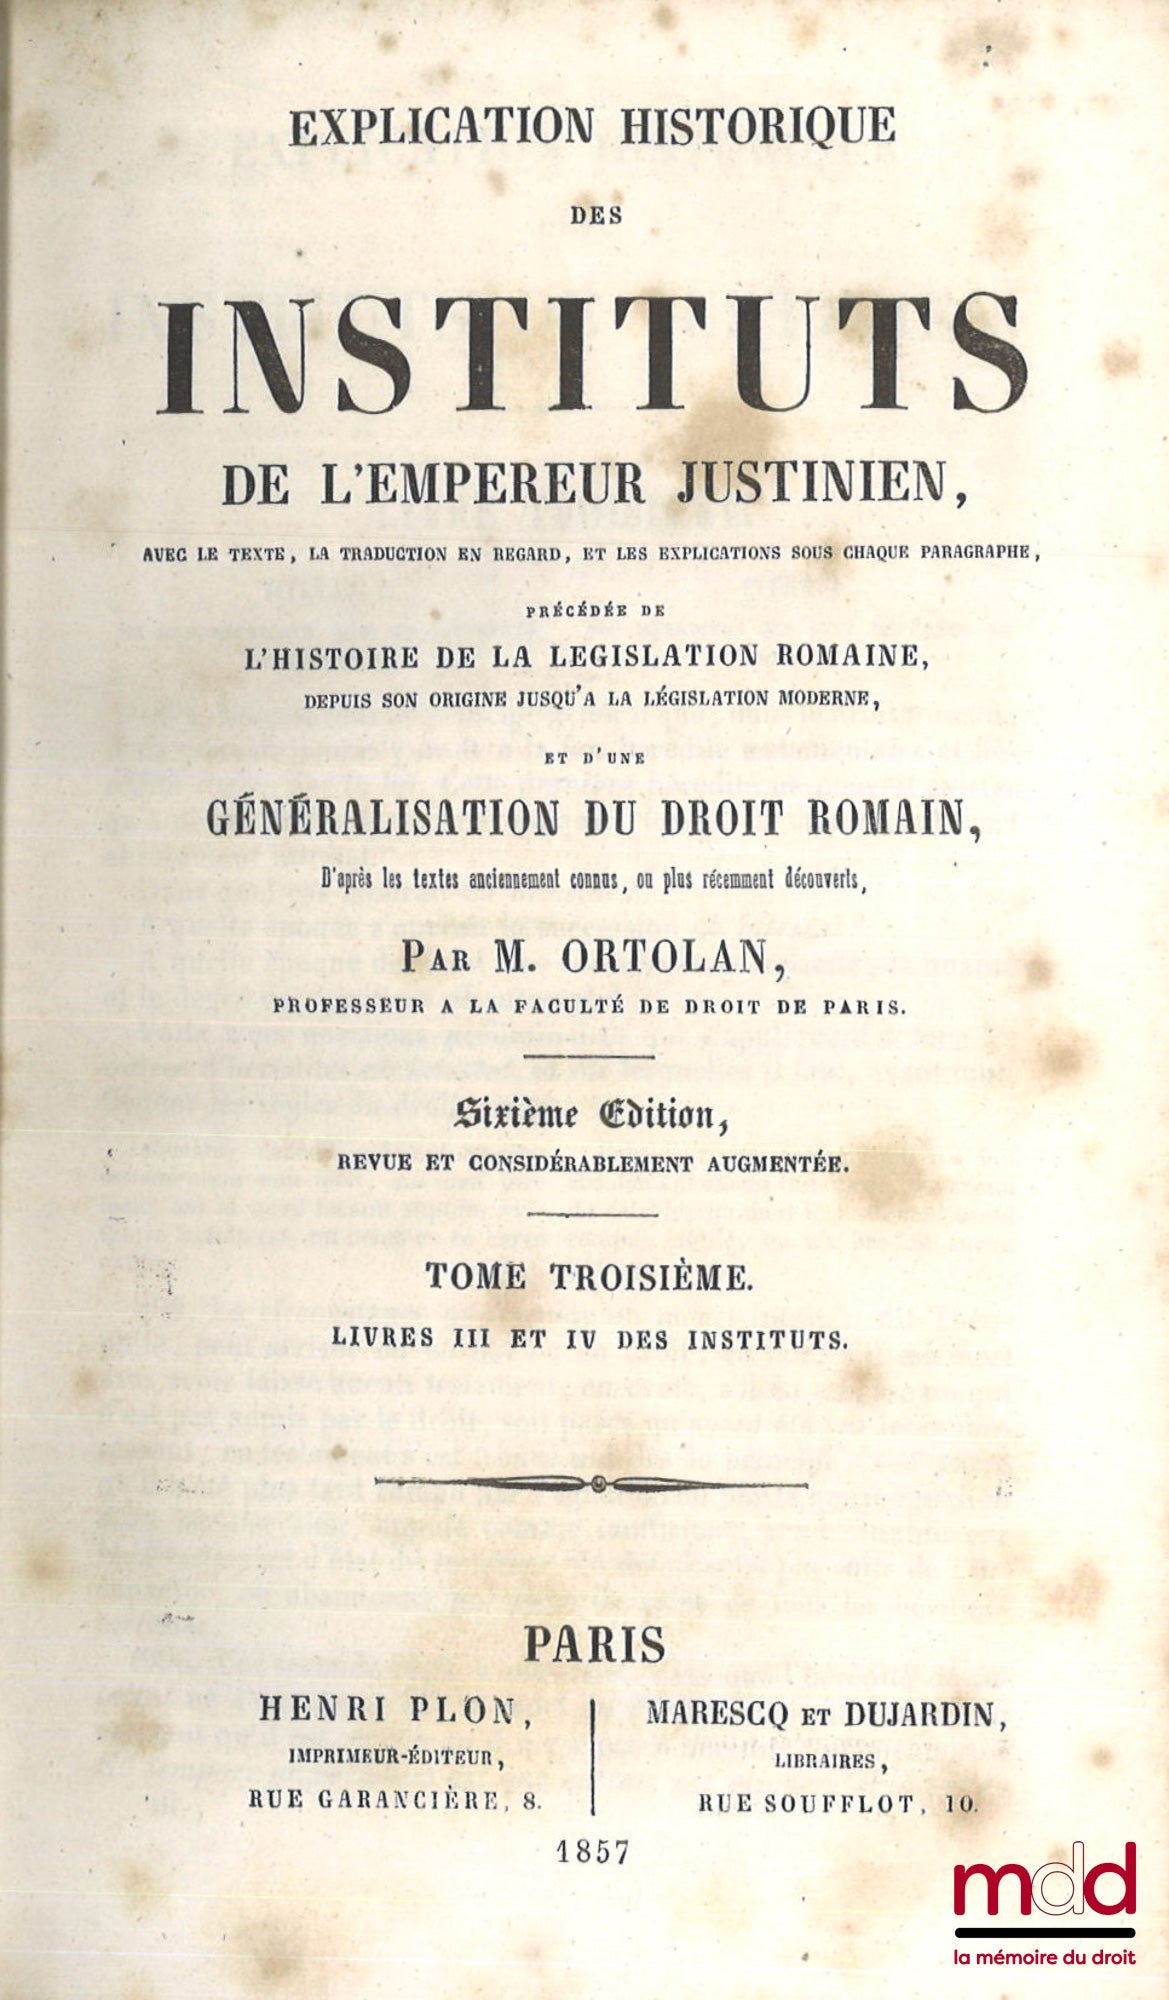 EXPLICATION HISTORIQUE
DES
INSTITUTS
DE L'EMPEREUR JUSTINIEN,
AVEC LE TEXTE, LA TRADUCTION EN REGARD, ET LES EXPLICATIONS SOUS CHAQUE PARAGRAPHE,
PRÉCÉDÉE DE
L'HISTOIRE DE LA LEGISLATION ROMAINE,
DEPUIS SON ORIGINE JUSQU'A LA LÉGISLATION MODERNE,
ET D'UNE
GÉNÉRALISATION DU DROIT ROMAIN,
D'après les textes anciennement connus, ou plus récemment découverts,
PAR M. ORTOLAN,
PROFESSEUR A LA FACULTÉ DE DROIT DE PARIS.
Sixième Edition,
REVUE ET CONSIDÉRABLEMENT AUGMENTÉE.
TOME TROISIÈME.
LIVRES III ET IV DES INSTITUTS.
PARIS
HENRI PLON,
IMPRIMEUR-ÉDITEUR,
RUE GARANCIÈRE, 8.
MARESCQ ET DUJARDIN,
LIBRAIRES,
RUE SOUFFLOT, 10.
1857
mdd
la mémoire du droit